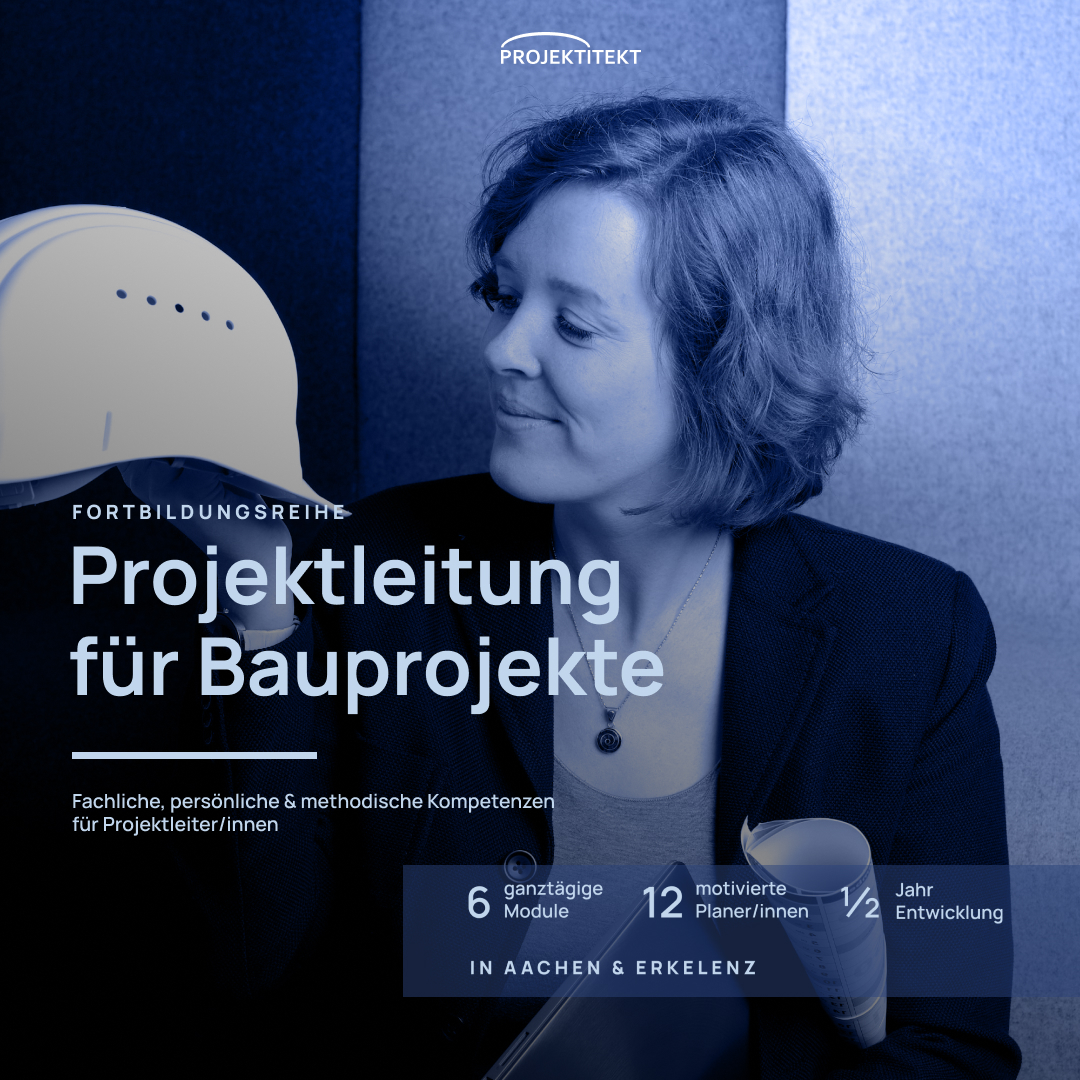 PROJEKTITEKT
FORTBILDUNGSREIHE
Projektleitung
für Bauprojekte
Fachliche, persönliche & methodische Kompetenzen
für Projektleiter/innen
6 ganztägige Module
12 motivierte Planer/innen
½ Jahr Entwicklung
IN AACHEN & ERKELENZ